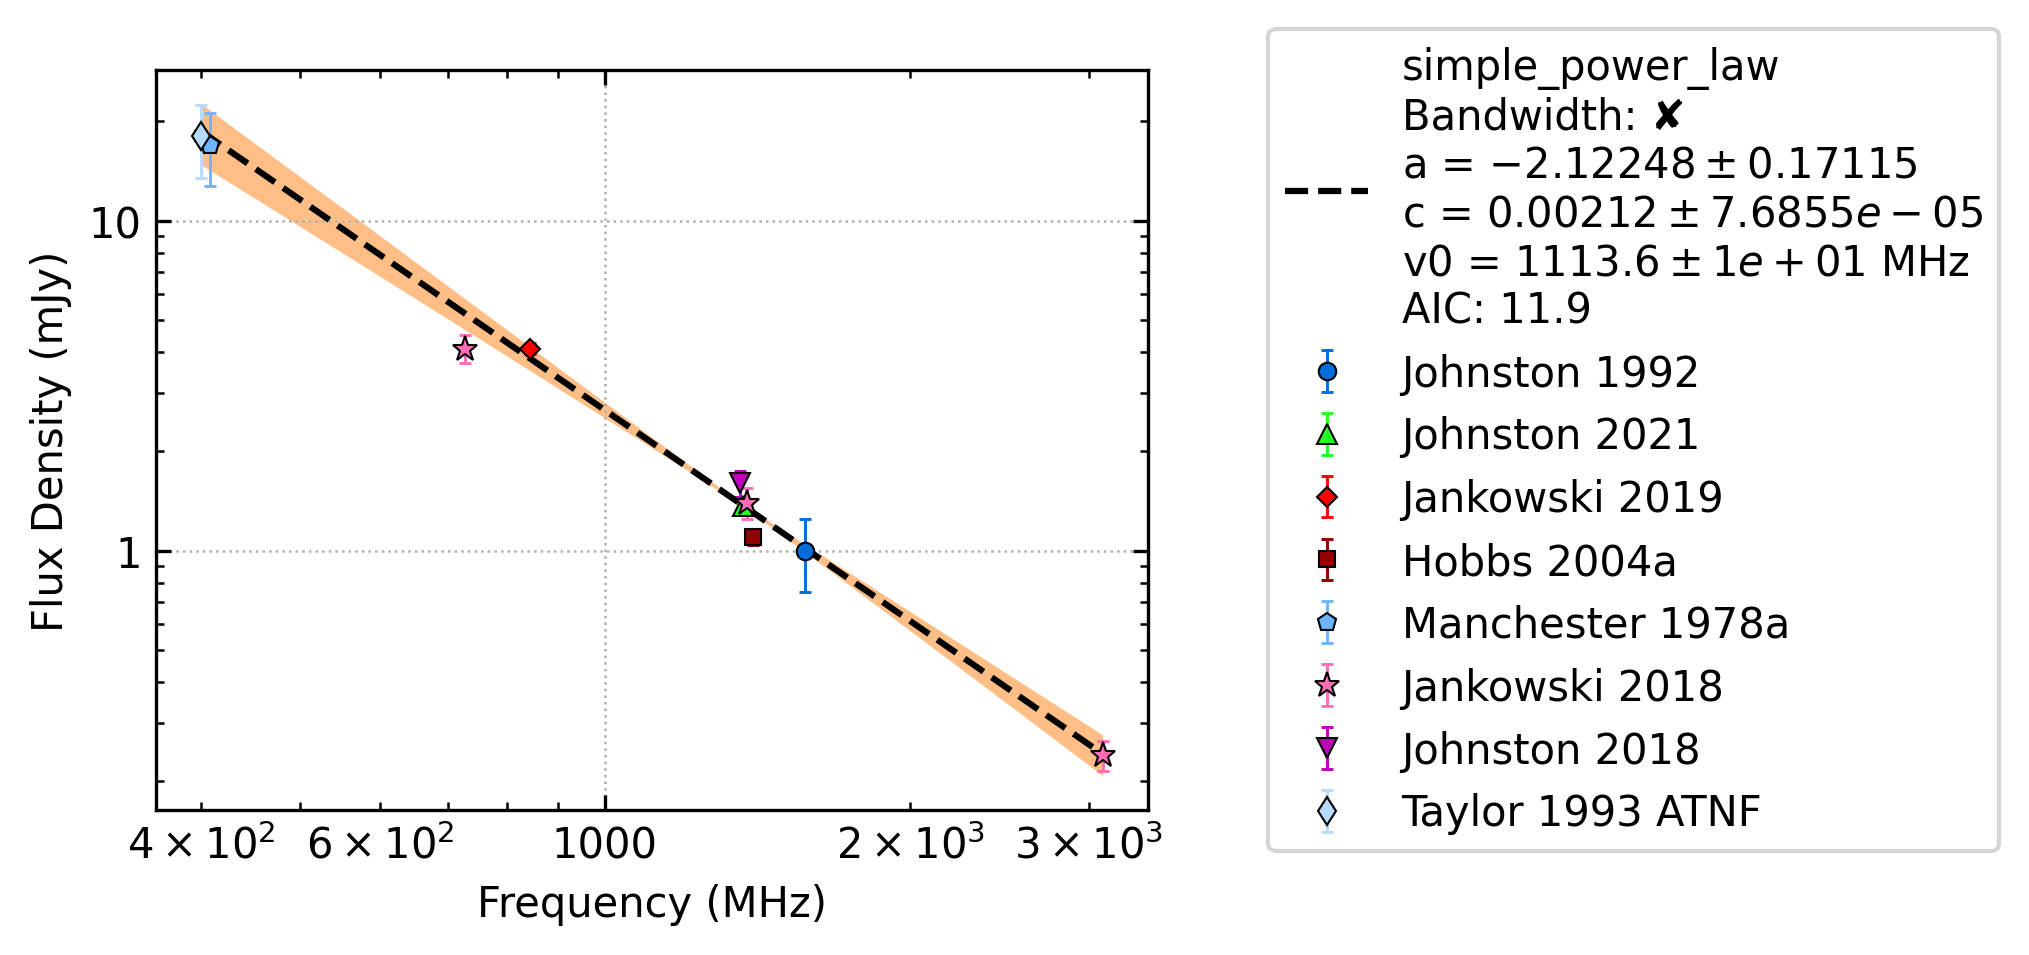 Flux Density (mJy)
10
1
4 × 10²
6 × 10²
1000
2 × 10³
3 × 10³
Frequency (MHz)
simple_power_law
Bandwidth: ✘
a = −2.12248 ± 0.17115
c = 0.00212 ± 7.6855e − 05
v0 = 1113.6 ± 1e + 01 MHz
AIC: 11.9
Johnston 1992
Johnston 2021
Jankowski 2019
Hobbs 2004a
Manchester 1978a
Jankowski 2018
Johnston 2018
Taylor 1993 ATNF